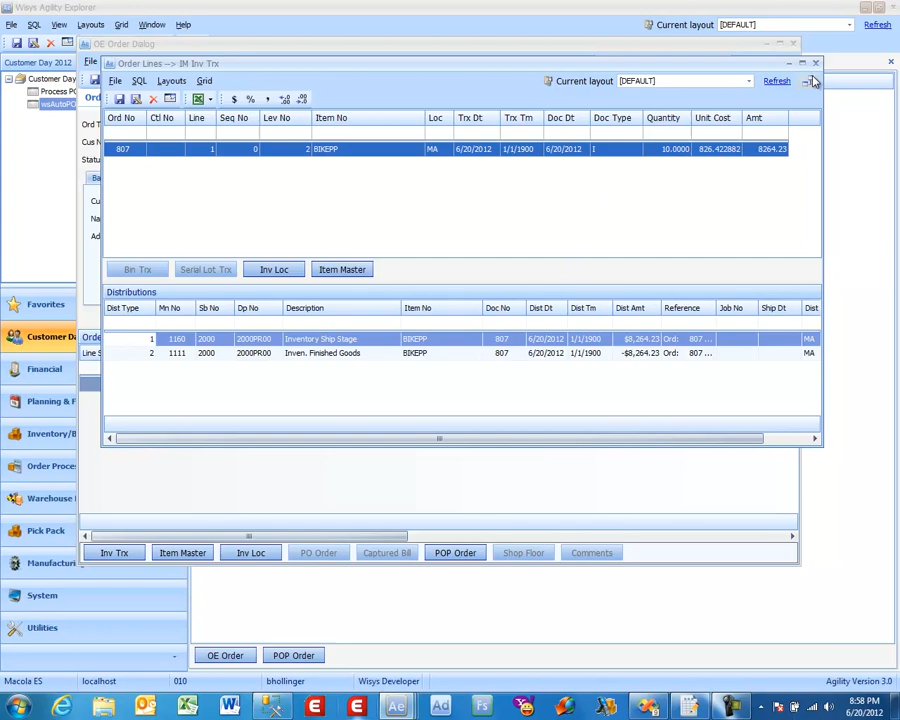 Wisys Agility Explorer
File SQL View Layouts Grid Window Help
Current layout [DEFAULT] Refresh
Customer Day 2012
Customer Day
Process PO
wsAutoPO
OE Order Dialog
Order Lines --> IM Inv Trx
File SQL Layouts Grid
Current layout [DEFAULT] Refresh
$ % ,
Ord No Ctl No Line Seq No Lev No Item No Loc Trx Dt Trx Tm Doc Dt Doc Type Quantity Unit Cost Amt
807 1 0 2 BIKEPP MA 6/20/2012 1/1/1900 6/20/2012 I 10.0000 826.422882 8264.23
Bin Trx Serial Lot Trx Inv Loc Item Master
Distributions
Dist Type Mn No Sb No Dp No Description Item No Doc No Dist Dt Dist Tm Dist Amt Reference Job No Ship Dt Dist
1 1160 2000 2000PR00 Inventory Ship Stage BIKEPP 807 6/20/2012 1/1/1900 $8,264.23 Ord: 807 ... MA
2 1111 2000 2000PR00 Inven. Finished Goods BIKEPP 807 6/20/2012 1/1/1900 -$8,264.23 Ord: 807 ... MA
File
Ord
Ord T
Cus N
Status
Ba
Cu
Na
Ad
Orde
Line S
Favorites
Customer Da
Financial
Planning & F
Inventory/B
Order Proces
Warehouse
Pick Pack
Manufacturi
System
Utilities
Inv Trx Item Master Inv Loc PO Order Captured Bill POP Order Shop Floor Comments
OE Order POP Order
Macola ES localhost 010 bhollinger Wisys Developer Agility Version 3.0
8:58 PM
6/20/2012